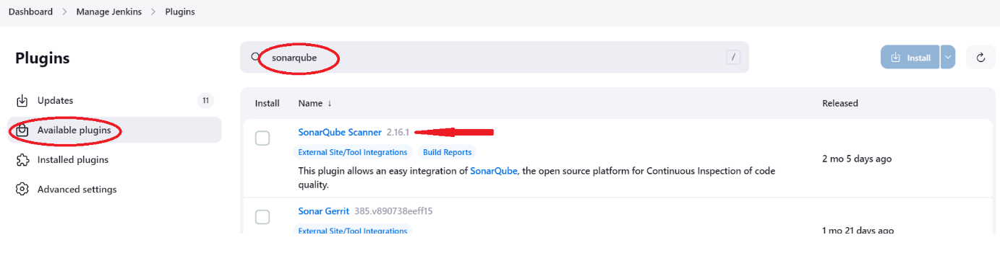 Dashboard > Manage Jenkins > Plugins
Plugins
sonarqube
/
Install
Updates
11
Available plugins
Installed plugins
Advanced settings
Install Name ↓ Released
SonarQube Scanner 2.16.1
External Site/Tool Integrations Build Reports
This plugin allows an easy integration of SonarQube, the open source platform for Continuous Inspection of code
quality.
2 mo 5 days ago
Sonar Gerrit 385.v890738eeff15
External Site/Tool Integrations
1 mo 21 days ago